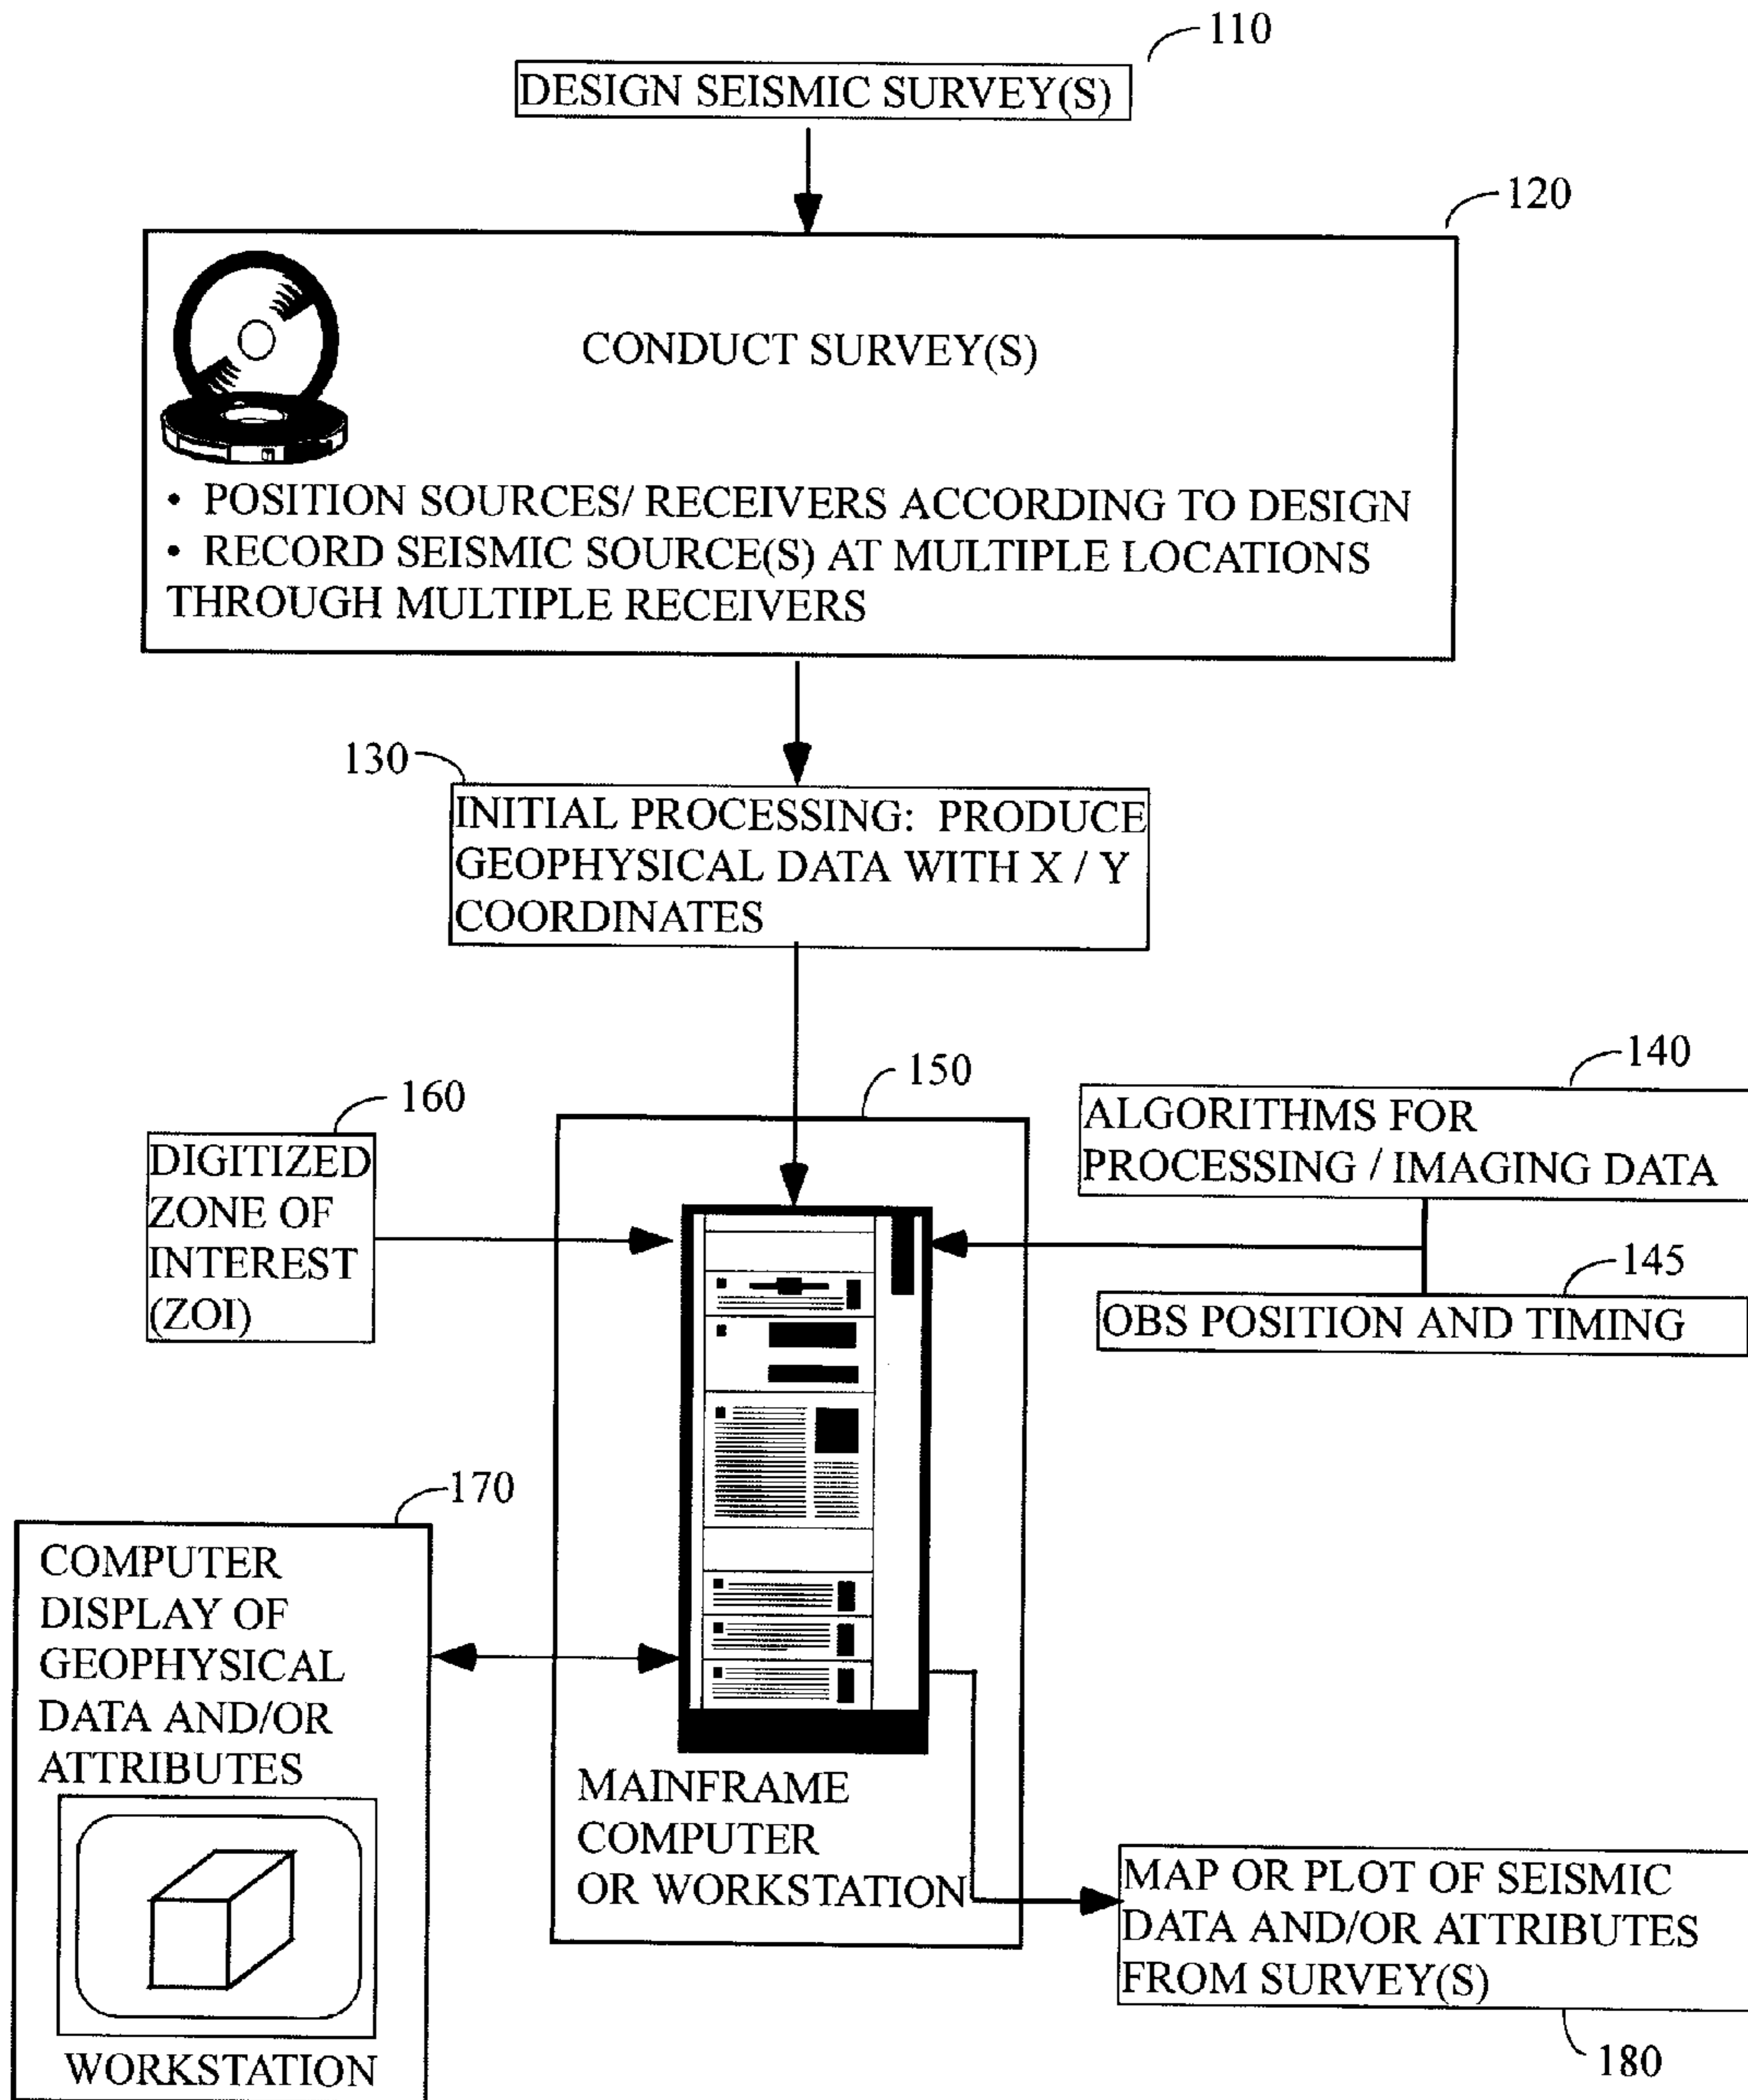 110
DESIGN SEISMIC SURVEY(S)
120
CONDUCT SURVEY(S)
• POSITION SOURCES/ RECEIVERS ACCORDING TO DESIGN
• RECORD SEISMIC SOURCE(S) AT MULTIPLE LOCATIONS
THROUGH MULTIPLE RECEIVERS
130
INITIAL PROCESSING: PRODUCE
GEOPHYSICAL DATA WITH X / Y
COORDINATES
140
ALGORITHMS FOR
PROCESSING / IMAGING DATA
145
OBS POSITION AND TIMING
150
160
DIGITIZED
ZONE OF
INTEREST
(ZOI)
170
COMPUTER
DISPLAY OF
GEOPHYSICAL
DATA AND/OR
ATTRIBUTES
WORKSTATION
MAINFRAME
COMPUTER
OR WORKSTATION
MAP OR PLOT OF SEISMIC
DATA AND/OR ATTRIBUTES
FROM SURVEY(S)
180